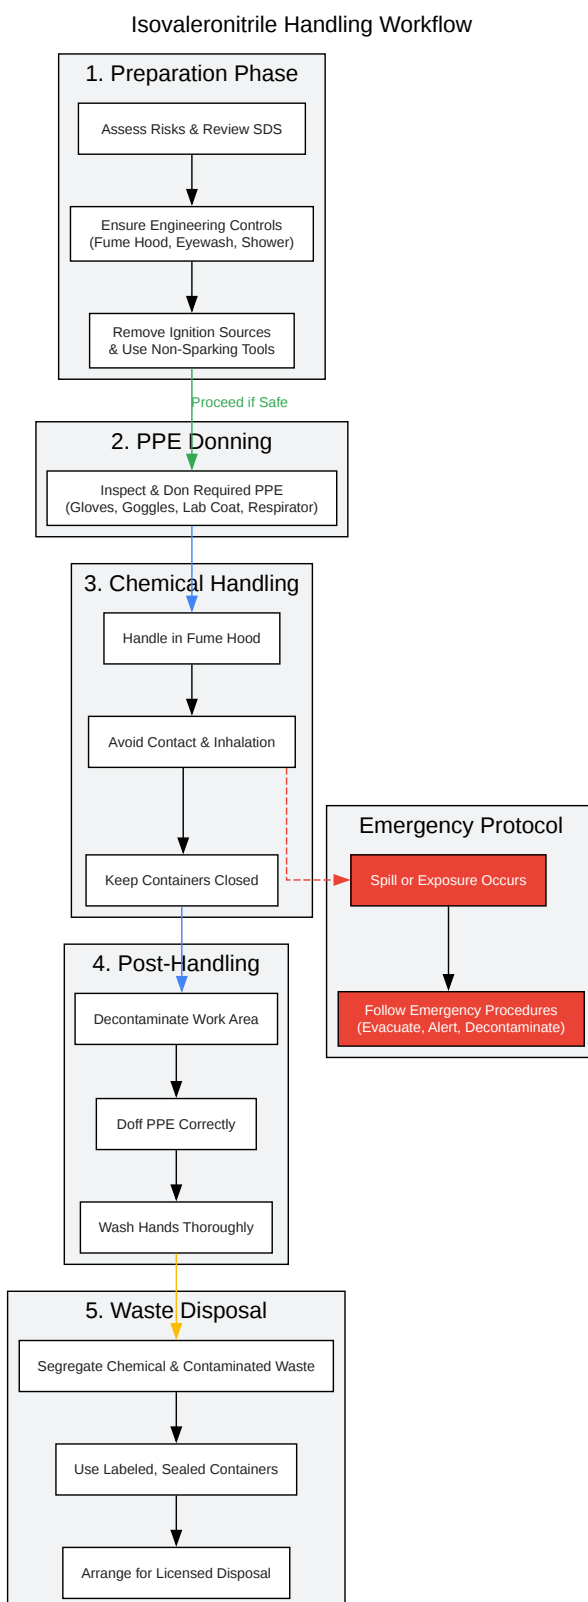 Isovaleronitrile Handling Workflow
1. Preparation Phase
Assess Risks & Review SDS
Ensure Engineering Controls
(Fume Hood, Eyewash, Shower)
Remove Ignition Sources
& Use Non-Sparking Tools
Proceed if Safe
2. PPE Donning
Inspect & Don Required PPE
(Gloves, Goggles, Lab Coat, Respirator)
3. Chemical Handling
Handle in Fume Hood
Avoid Contact & Inhalation
Keep Containers Closed
Emergency Protocol
Spill or Exposure Occurs
Follow Emergency Procedures
(Evacuate, Alert, Decontaminate)
4. Post-Handling
Decontaminate Work Area
Doff PPE Correctly
Wash Hands Thoroughly
5. Waste Disposal
Segregate Chemical & Contaminated Waste
Use Labeled, Sealed Containers
Arrange for Licensed Disposal